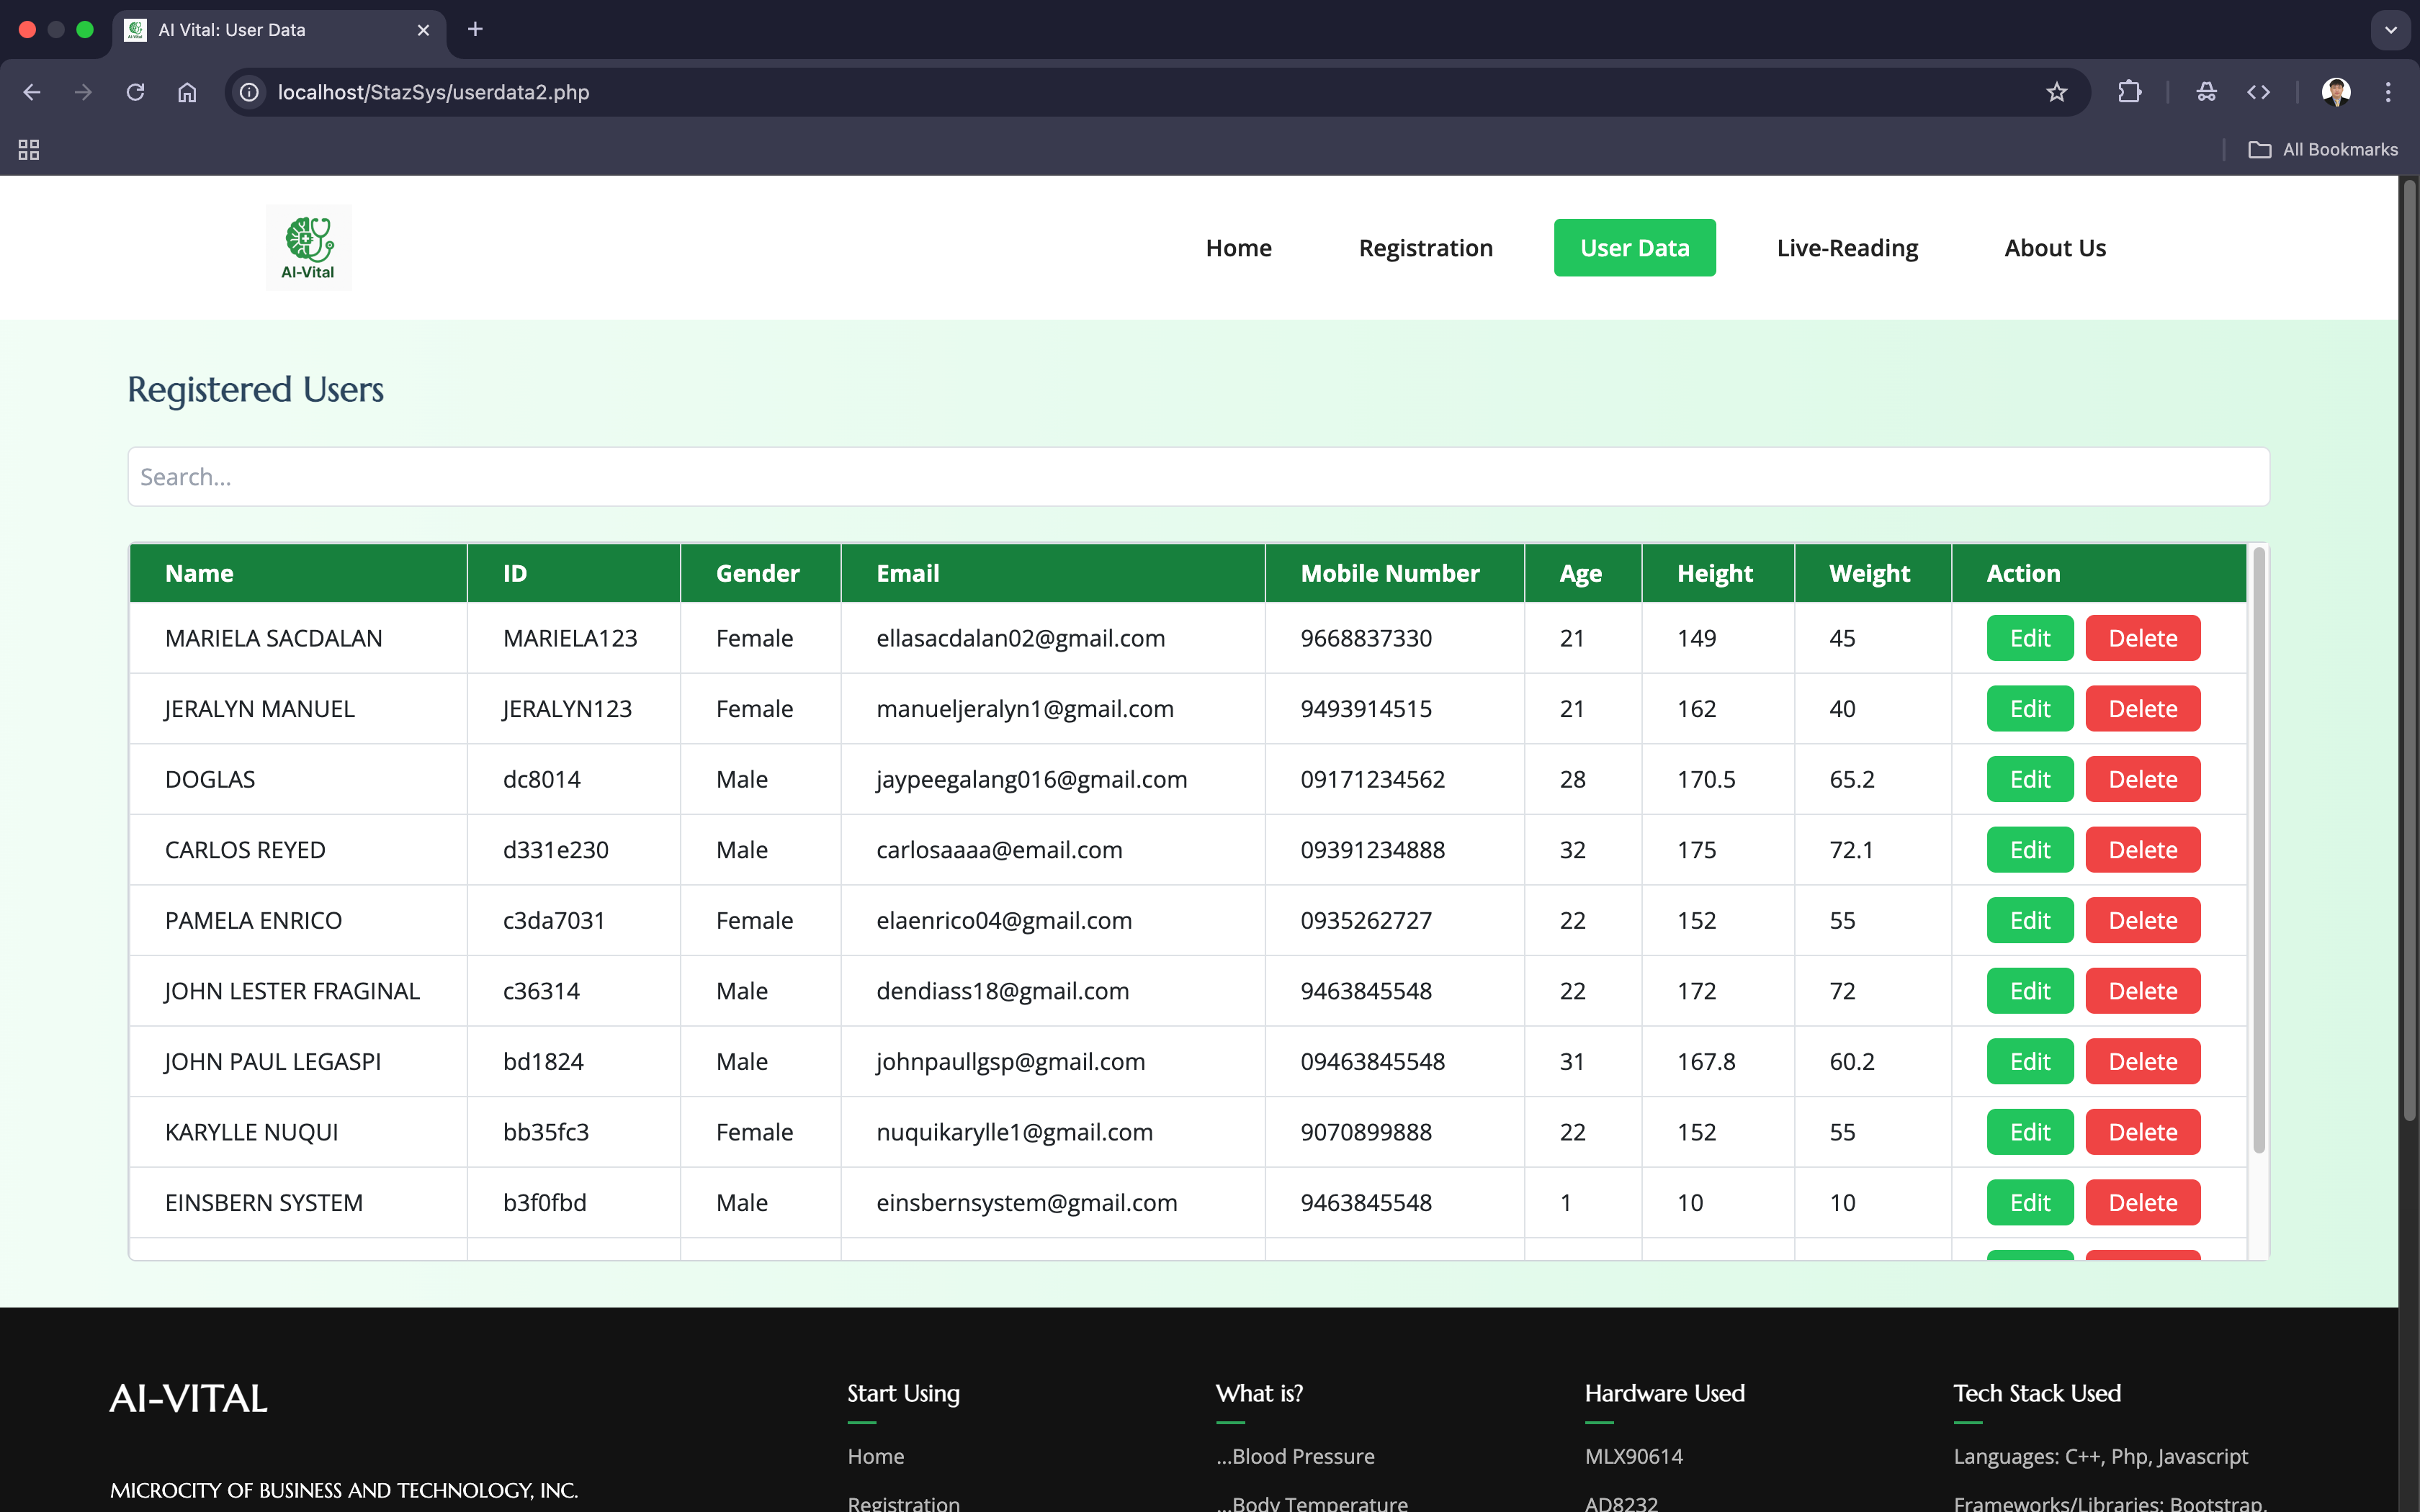 AI Vital: User Data
localhost/StazSys/userdata2.php
All Bookmarks
AI-Vital
Home Registration User Data Live-Reading About Us
Registered Users
Search...
Name ID Gender Email Mobile Number Age Height Weight Action
MARIELA SACDALAN MARIELA123 Female ellasacdalan02@gmail.com 9668837330 21 149 45 Edit Delete
JERALYN MANUEL JERALYN123 Female manueljeralyn1@gmail.com 9493914515 21 162 40 Edit Delete
DOGLAS dc8014 Male jaypeegalang016@gmail.com 09171234562 28 170.5 65.2 Edit Delete
CARLOS REYED d331e230 Male carlosaaaa@email.com 09391234888 32 175 72.1 Edit Delete
PAMELA ENRICO c3da7031 Female elaenrico04@gmail.com 0935262727 22 152 55 Edit Delete
JOHN LESTER FRAGINAL c36314 Male dendiass18@gmail.com 9463845548 22 172 72 Edit Delete
JOHN PAUL LEGASPI bd1824 Male johnpaullgsp@gmail.com 09463845548 31 167.8 60.2 Edit Delete
KARYLLE NUQUI bb35fc3 Female nuquikarylle1@gmail.com 9070899888 22 152 55 Edit Delete
EINSBERN SYSTEM b3f0fbd Male einsbernsystem@gmail.com 9463845548 1 10 10 Edit Delete
AI-VITAL Start Using What is? Hardware Used Tech Stack Used
Home ...Blood Pressure MLX90614 Languages: C++, Php, Javascript
MICROCITY OF BUSINESS AND TECHNOLOGY, INC.
Registration ...Body Temperature AD8232 Frameworks/Libraries: Bootstrap,